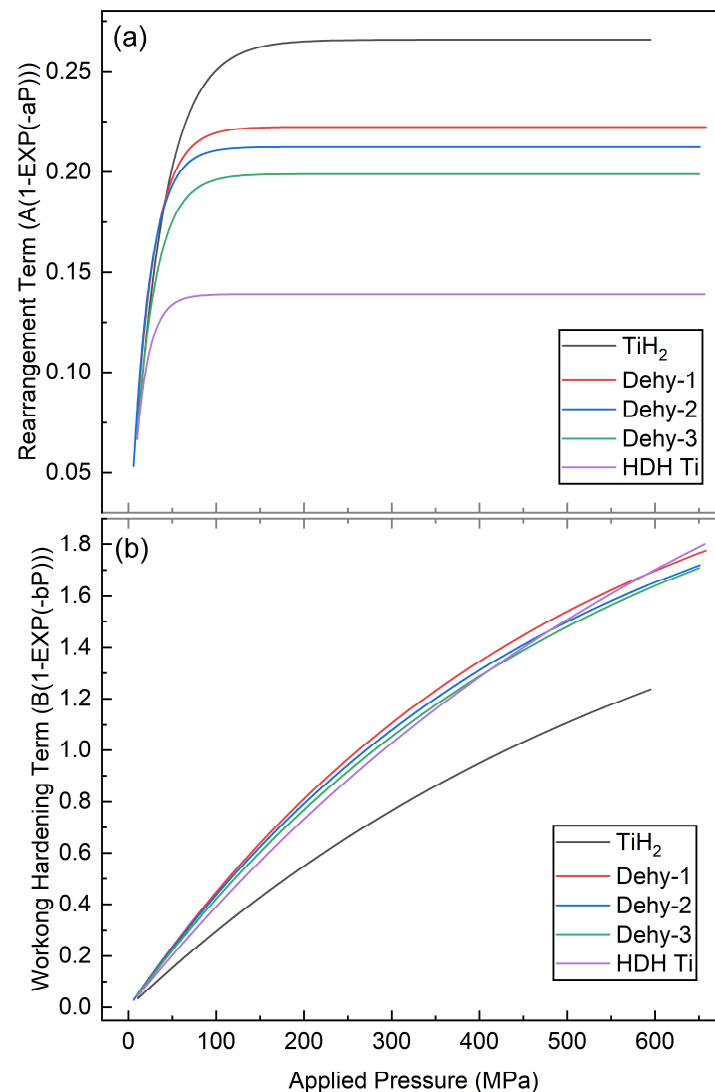 (a)
Rearrangement Term (A(1-EXP(-aP)))
0.25
0.20
0.15
0.10
0.05
TiH₂
Dehy-1
Dehy-2
Dehy-3
HDH Ti
(b)
Workong Hardening Term (B(1-EXP(-bP)))
1.8
1.6
1.4
1.2
1.0
0.8
0.6
0.4
0.2
0.0
TiH₂
Dehy-1
Dehy-2
Dehy-3
HDH Ti
0 100 200 300 400 500 600
Applied Pressure (MPa)